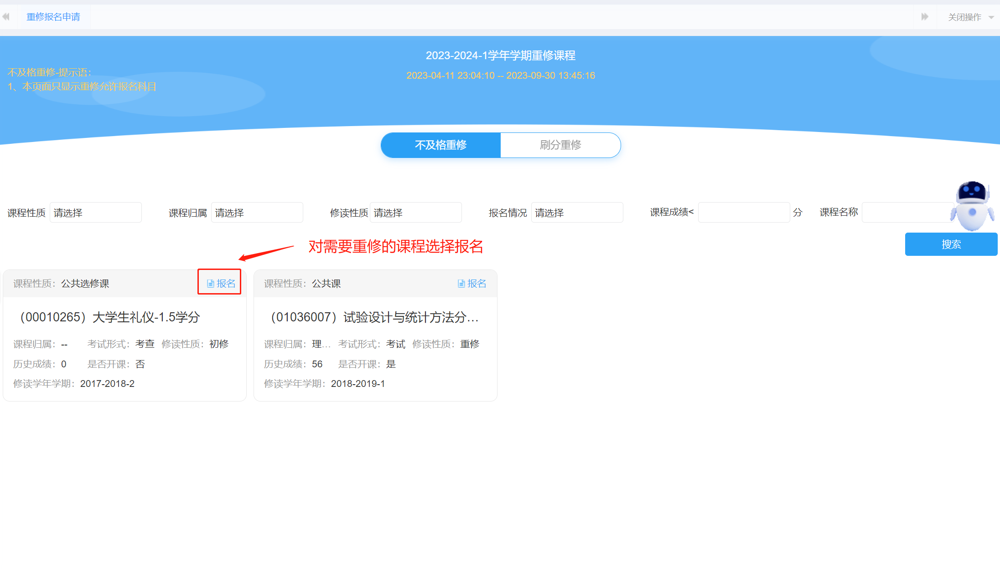 重修报名申请
关闭操作
2023-2024-1学年学期重修课程
2023-04-11 23:04:10 -- 2023-09-30 13:45:16
不及格重修-提示语：
1、本页面只显示重修允许报名科目
不及格重修
刷分重修
课程性质 请选择 课程归属 请选择 修读性质 请选择 报名情况 请选择 课程成绩< 分 课程名称
搜索
对需要重修的课程选择报名
课程性质：公共选修课 报名
（00010265）大学生礼仪-1.5学分
课程归属：-- 考试形式：考查 修读性质：初修
历史成绩：0 是否开课：否
修读学年学期：2017-2018-2
课程性质：公共课 报名
（01036007）试验设计与统计方法分...
课程归属：理... 考试形式：考试 修读性质：重修
历史成绩：56 是否开课：是
修读学年学期：2018-2019-1